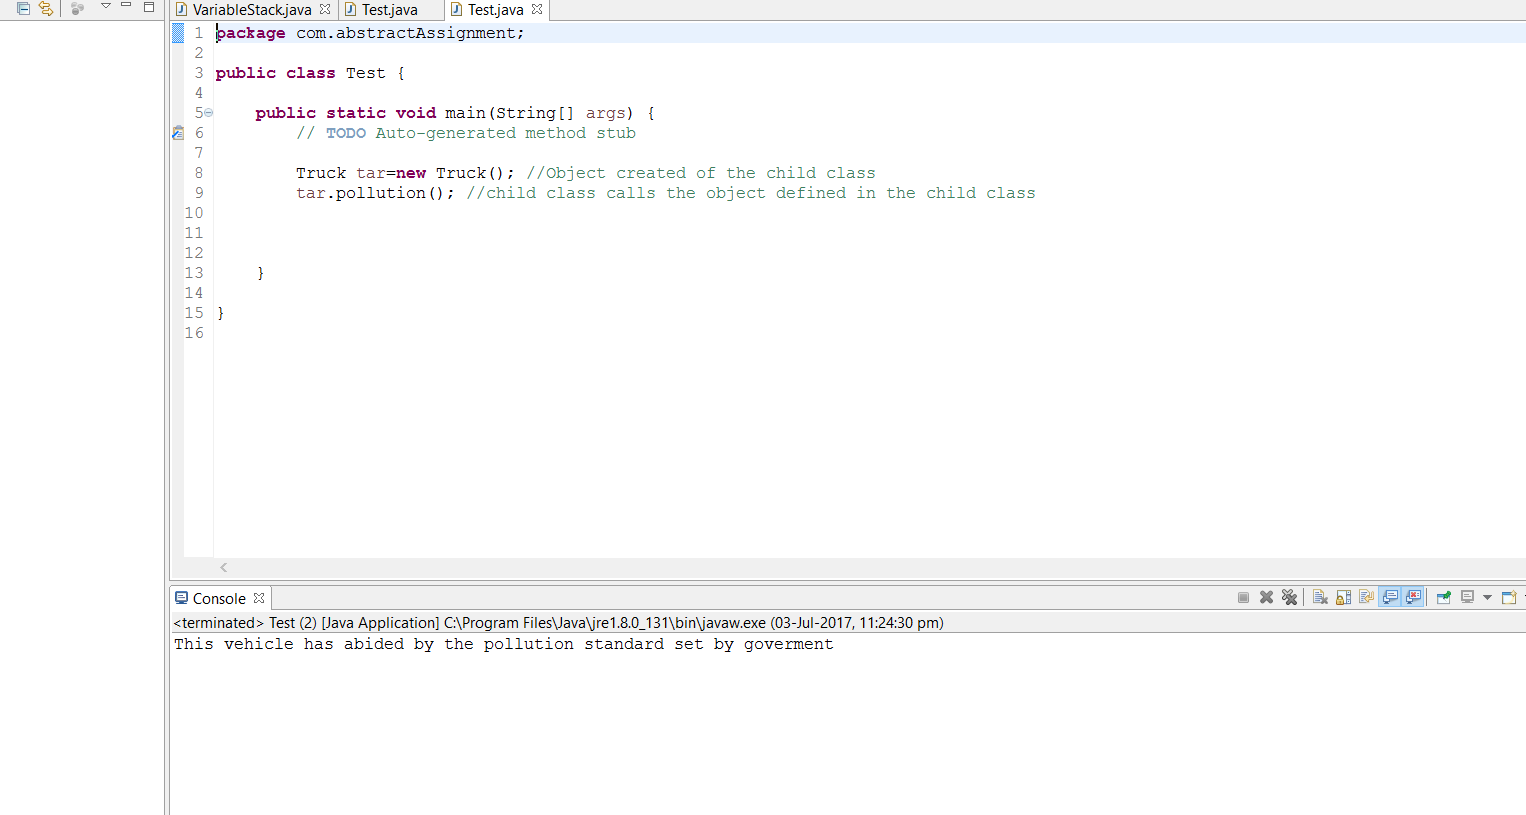 VariableStack.java Test.java Test.java
1 package com.abstractAssignment;
2
3 public class Test {
4
5 public static void main(String[] args) {
6 // TODO Auto-generated method stub
7
8 Truck tar=new Truck(); //Object created of the child class
9 tar.pollution(); //child class calls the object defined in the child class
10
11
12
13 }
14
15 }
16
Console
<terminated> Test (2) [Java Application] C:\Program Files\Java\jre1.8.0_131\bin\javaw.exe (03-Jul-2017, 11:24:30 pm)
This vehicle has abided by the pollution standard set by goverment